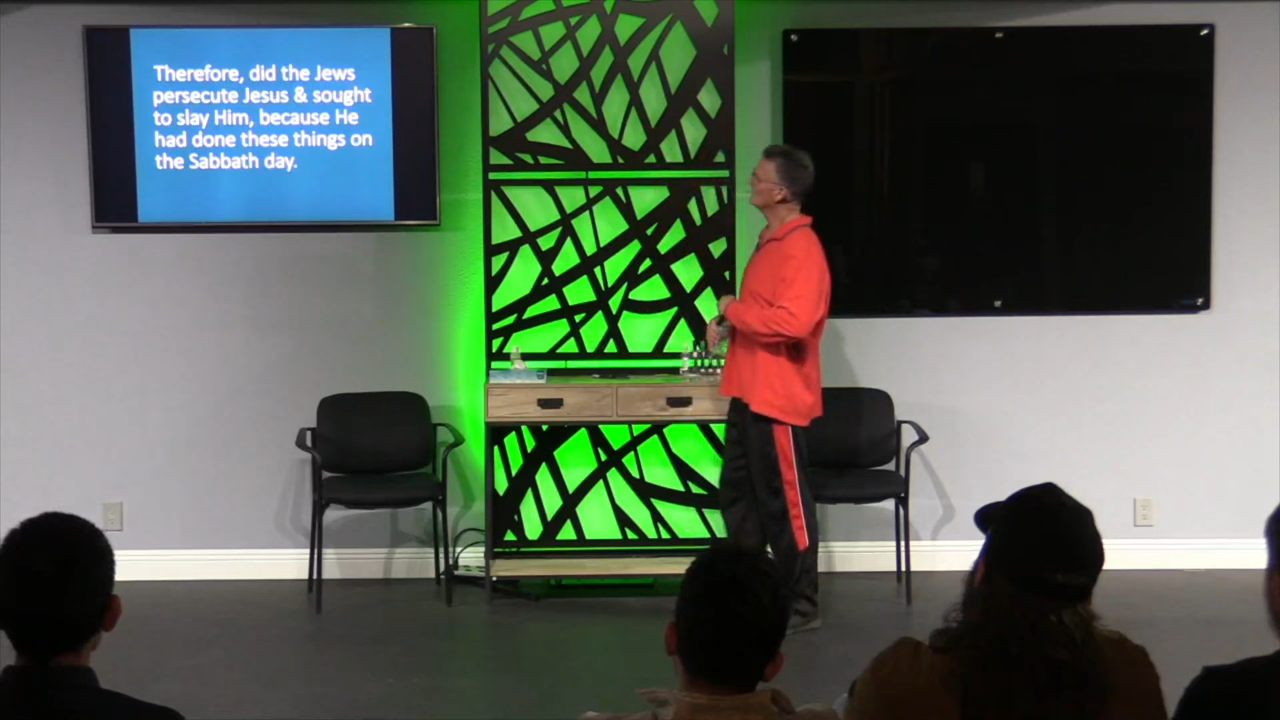 Therefore, did the Jews
persecute Jesus & sought
to slay Him, because He
had done these things on
the Sabbath day.